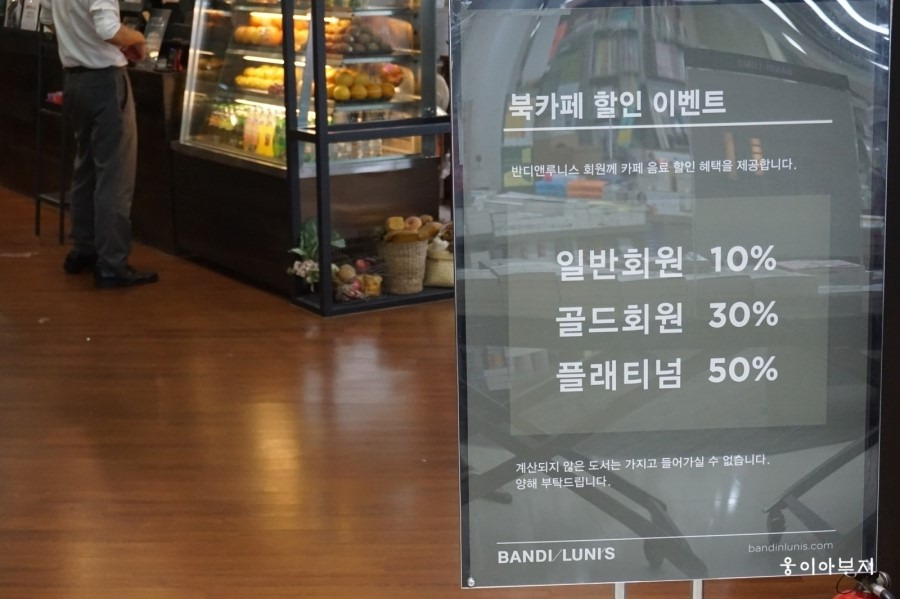 북카페 할인 이벤트
반디앤루니스 회원께 카페 음료 할인 혜택을 제공합니다.
일반회원 10%
골드회원 30%
플래티넘 50%
계산되지 않은 도서는 가지고 들어가실 수 없습니다.
양해 부탁드립니다.
BANDI/LUNI'S
bandinlunis.com
웅이아부지